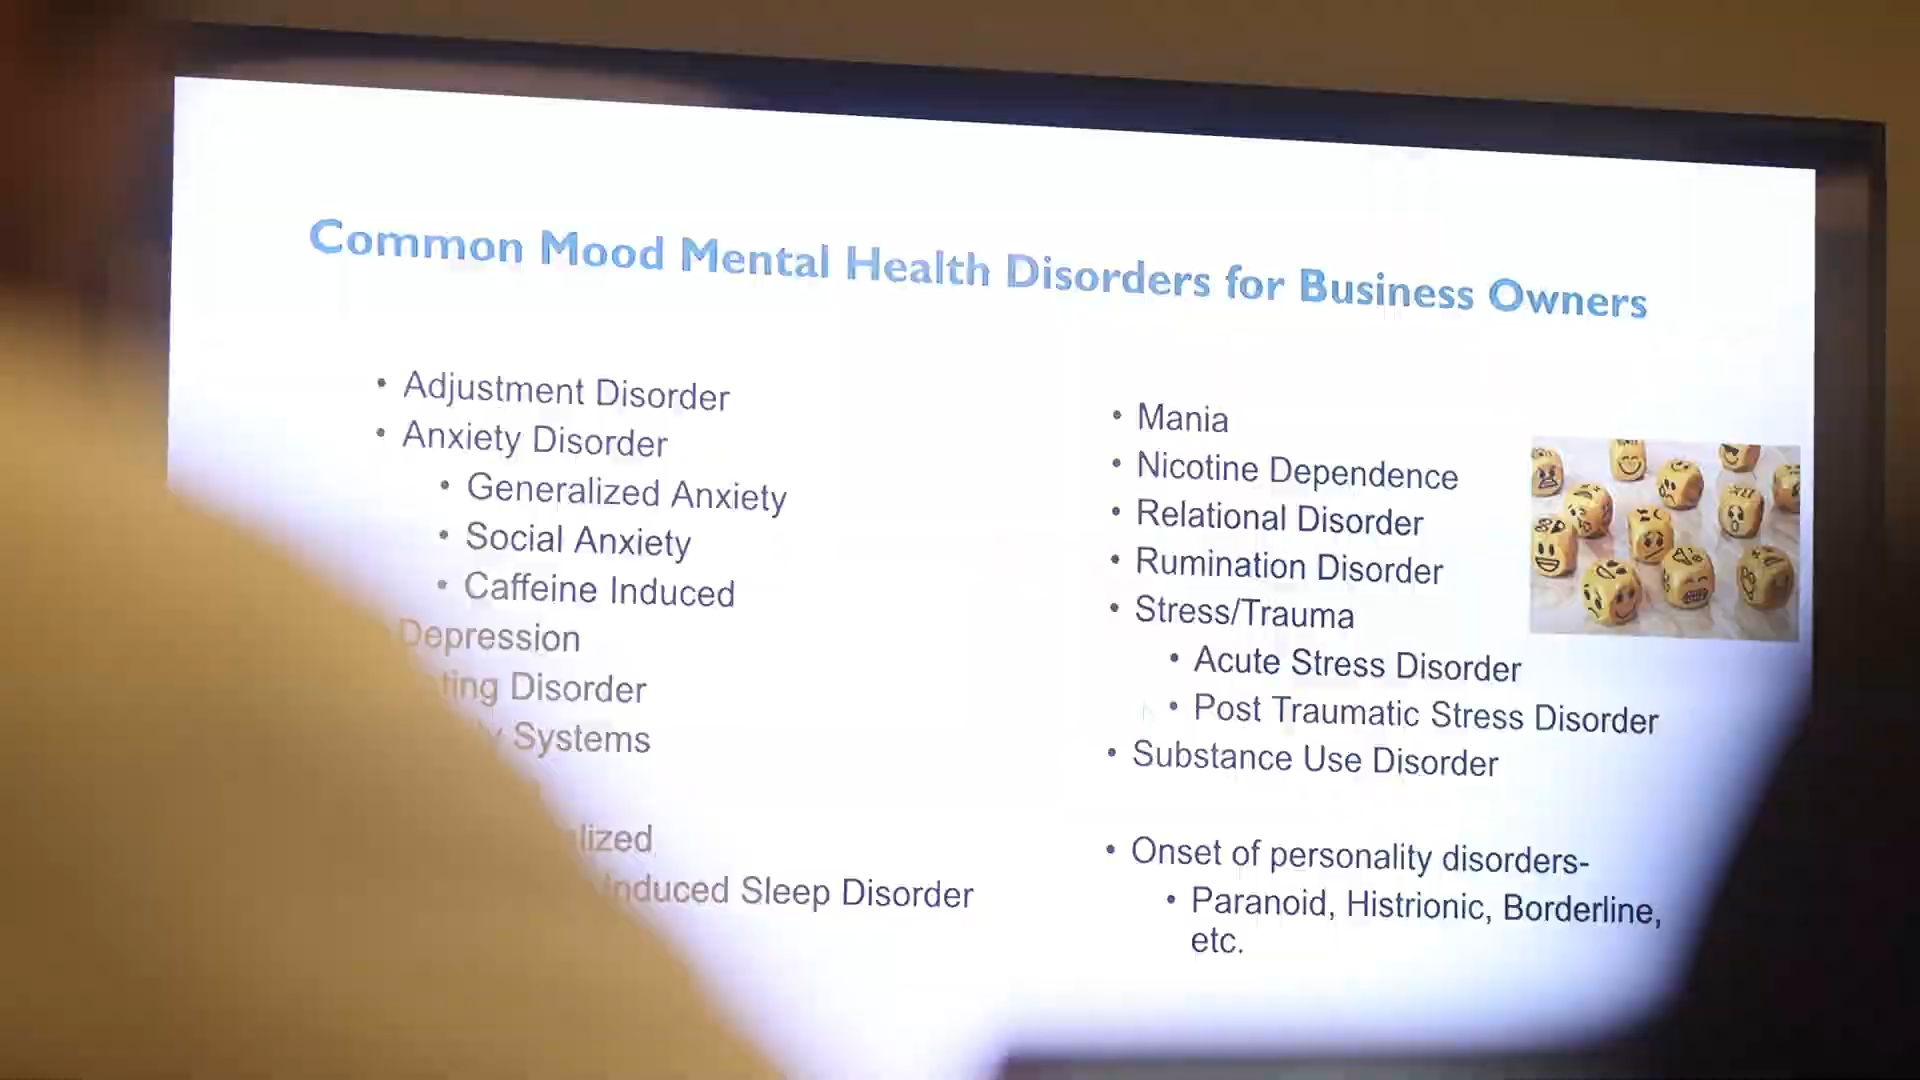 Common Mood Mental Health Disorders for Business Owners
• Adjustment Disorder
• Anxiety Disorder
• Generalized Anxiety
• Social Anxiety
• Caffeine Induced
Depression
Disorder
Systems
Induced Sleep Disorder
• Mania
• Nicotine Dependence
• Relational Disorder
• Rumination Disorder
• Stress/Trauma
• Acute Stress Disorder
• Post Traumatic Stress Disorder
• Substance Use Disorder
• Onset of personality disorders-
• Paranoid, Histrionic, Borderline,
etc.